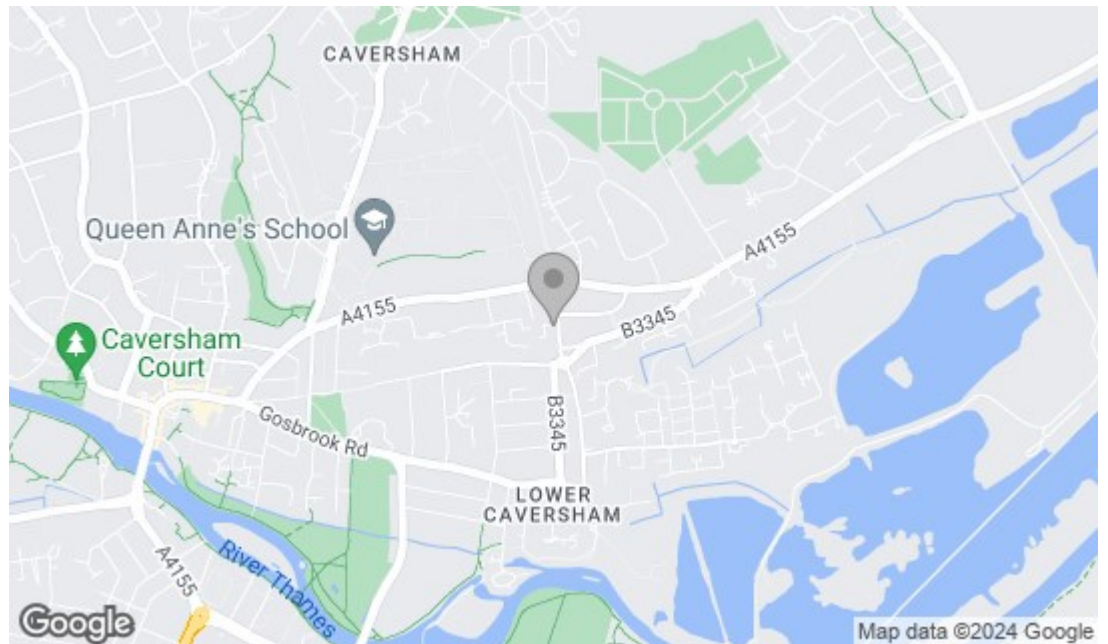 CAVERSHAM
Queen Anne's School
A4155
A4155
B3345
Caversham
Court
Gosbrook Rd
B3345
LOWER
CAVERSHAM
River Thames
A4155
Google
Map data ©2024 Google